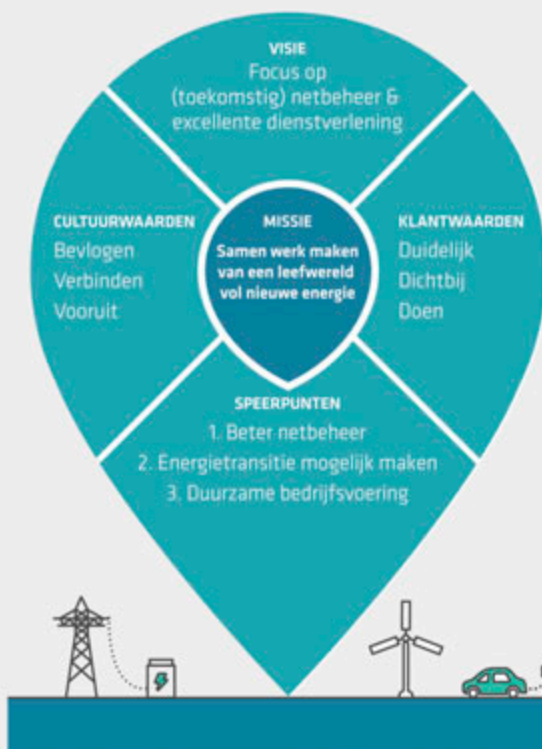 VISIE
Focus op
(toekomstig) netbeheer &
excellente dienstverlening
CULTUURWAARDEN
Bevlogen
Verbinden
Vooruit
MISSIE
Samen werk maken
van een leefwereld
vol nieuwe energie
KLANTWAARDEN
Duidelijk
Dichtbij
Doen
SPEERPUNTEN
1. Beter netbeheer
2. Energietransitie mogelijk maken
3. Duurzame bedrijfsvoering